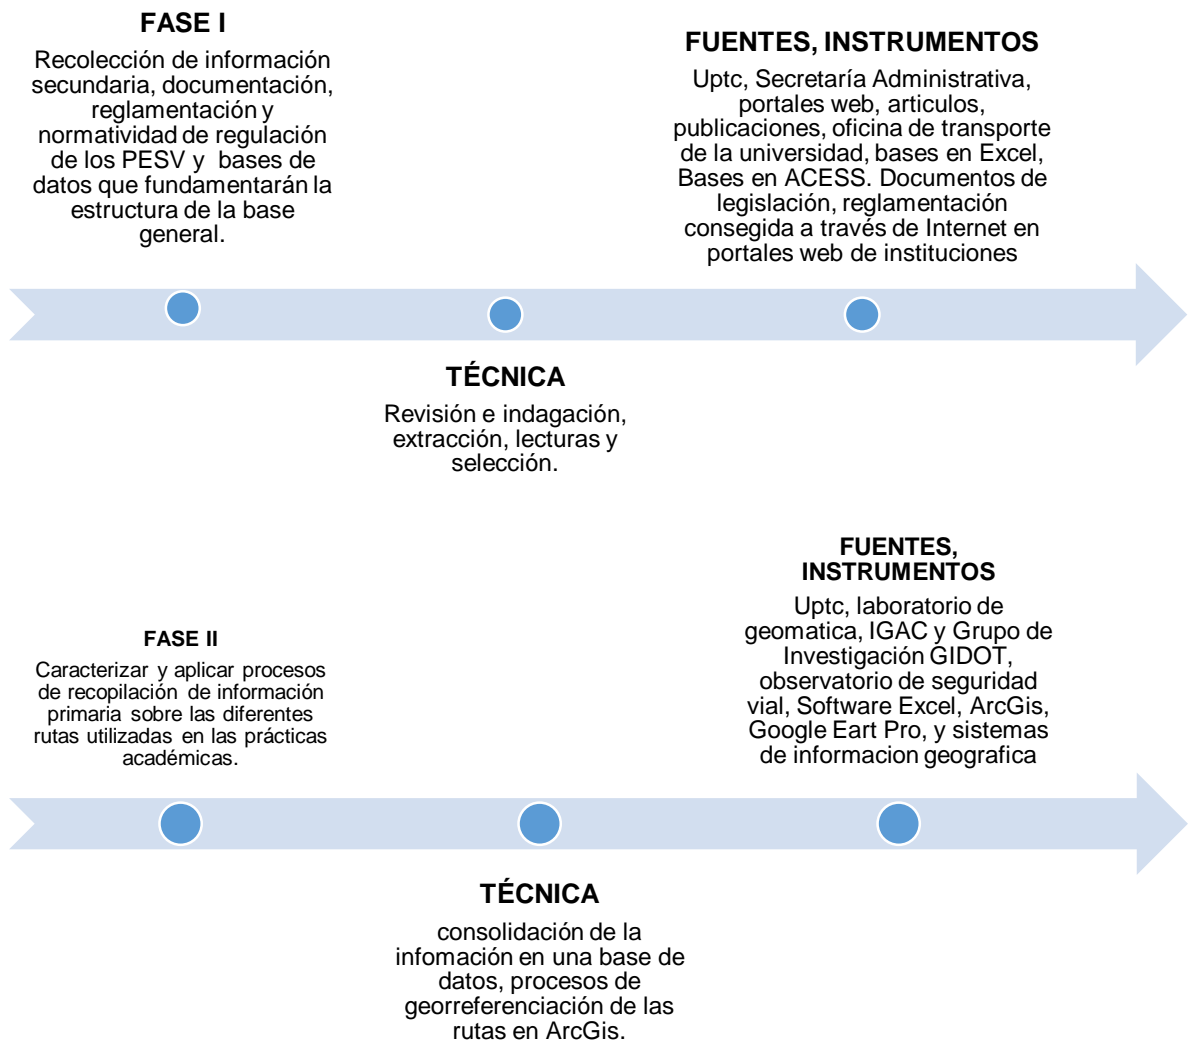 FASE I
Recolección de información
secundaria, documentación,
reglamentación y
normatividad de regulación
de los PESV y bases de
datos que fundamentarán la
estructura de la base
general.
FUENTES, INSTRUMENTOS
Uptc, Secretaría Administrativa,
portales web, articulos,
publicaciones, oficina de transporte
de la universidad, bases en Excel,
Bases en ACESS. Documentos de
legislación, reglamentación
consegida a través de Internet en
portales web de instituciones
TÉCNICA
Revisión e indagación,
extracción, lecturas y
selección.
FASE II
Caracterizar y aplicar procesos
de recopilación de información
primaria sobre las diferentes
rutas utilizadas en las prácticas
académicas.
FUENTES,
INSTRUMENTOS
Uptc, laboratorio de
geomatica, IGAC y Grupo de
Investigación GIDOT,
observatorio de seguridad
vial, Software Excel, ArcGis,
Google Eart Pro, y sistemas
de informacion geografica
TÉCNICA
consolidación de la
infomación en una base de
datos, procesos de
georreferenciación de las
rutas en ArcGis.